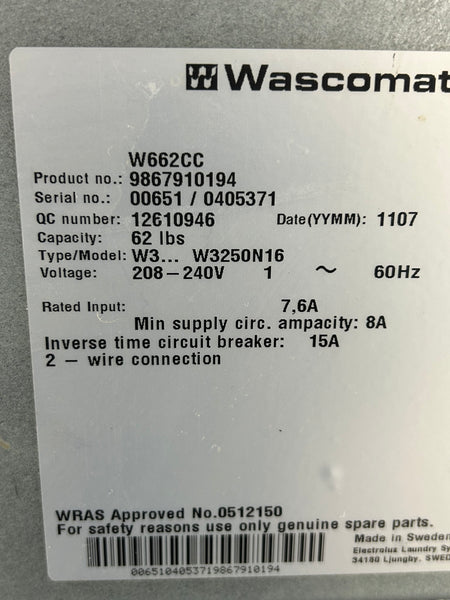 Wascomat
W662CC
Product no.: 9867910194
Serial no.: 00651 / 0405371
QC number: 12610946 Date(YYMM): 1107
Capacity: 62 lbs
Type/Model: W3... W3250N16
Voltage: 208-240V 1 ~ 60Hz
Rated Input: 7,6A
Min supply circ. ampacity: 8A
Inverse time circuit breaker: 15A
2 - wire connection
WRAS Approved No.0512150
For safety reasons use only genuine spare parts.
Made in Sweden
Electrolux Laundry Sy
34180 Ljungby, SWED
0065104053719867910194